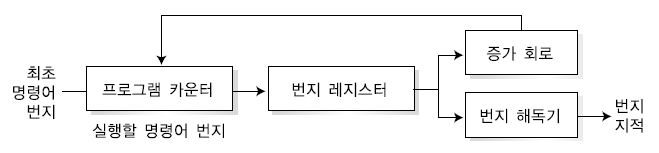 최초
명령어
번지
프로그램 카운터
실행할 명령어 번지
번지 레지스터
증가 회로
번지 해독기
번지
지적